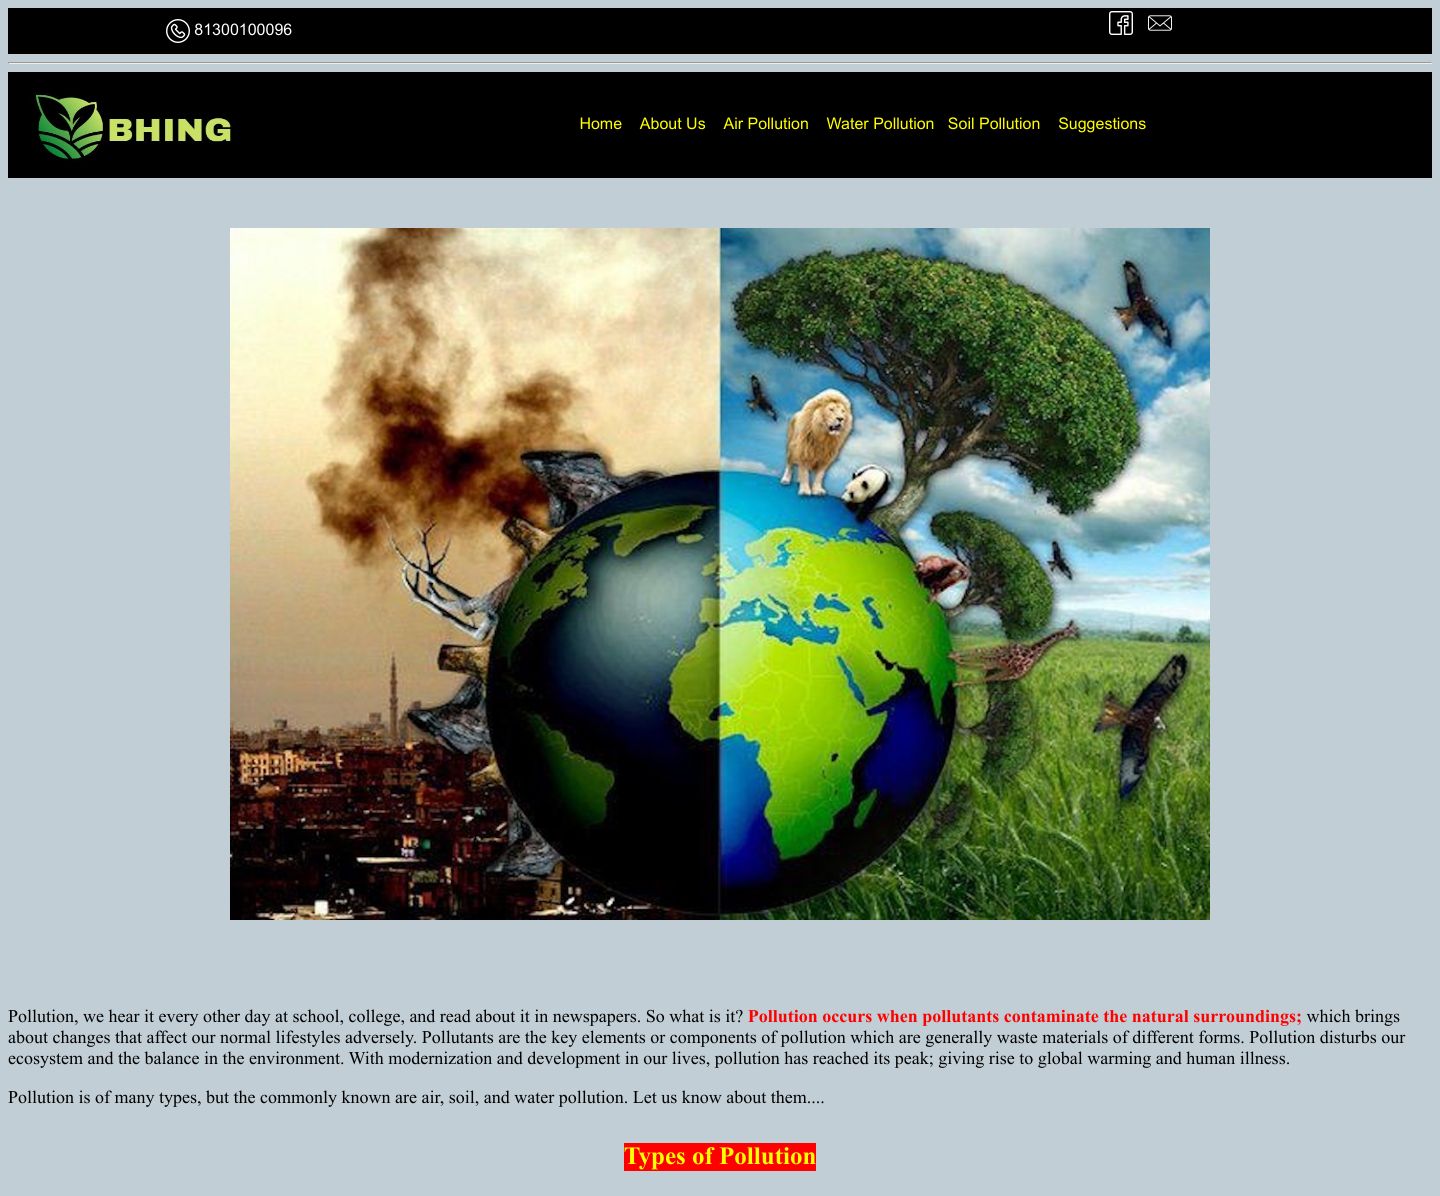 81300100096
BHING
Home About Us Air Pollution Water Pollution Soil Pollution Suggestions
Pollution, we hear it every other day at school, college, and read about it in newspapers. So what is it? Pollution occurs when pollutants contaminate the natural surroundings; which brings
about changes that affect our normal lifestyles adversely. Pollutants are the key elements or components of pollution which are generally waste materials of different forms. Pollution disturbs our
ecosystem and the balance in the environment. With modernization and development in our lives, pollution has reached its peak; giving rise to global warming and human illness.
Pollution is of many types, but the commonly known are air, soil, and water pollution. Let us know about them....
Types of Pollution